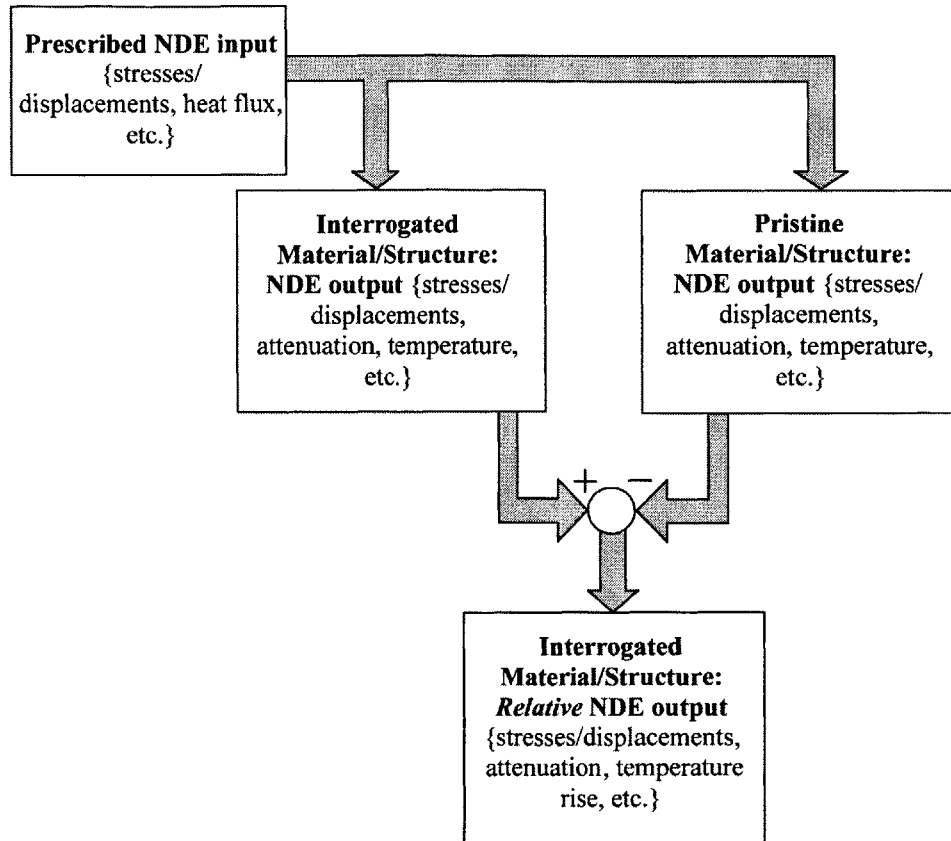 Prescribed NDE input
{stresses/
displacements, heat flux,
etc.}
Interrogated
Material/Structure:
NDE output {stresses/
displacements,
attenuation, temperature,
etc.}
Pristine
Material/Structure:
NDE output {stresses/
displacements,
attenuation, temperature,
etc.}
+ −
Interrogated
Material/Structure:
Relative NDE output
{stresses/displacements,
attenuation, temperature
rise, etc.}